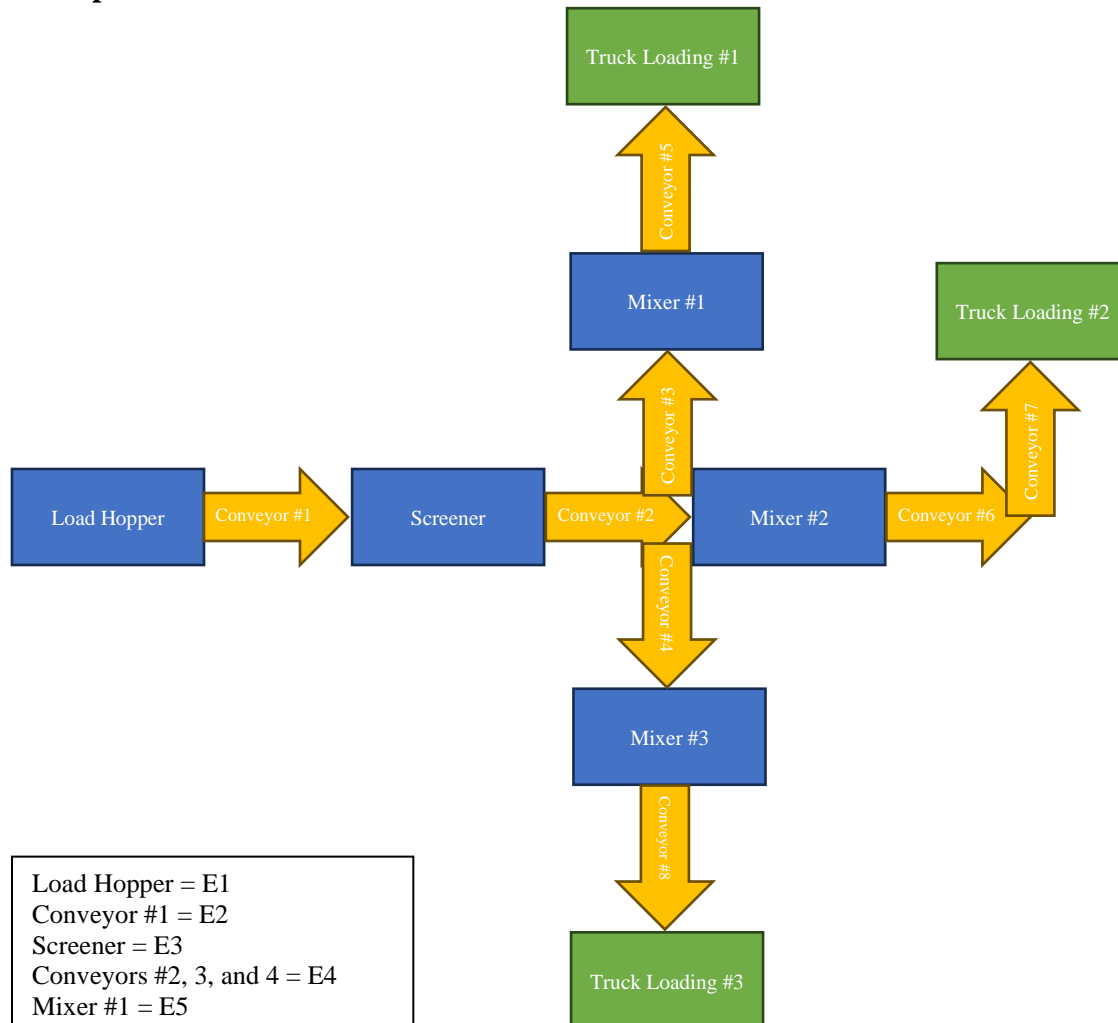 Truck Loading #1
Conveyor #5
Mixer #1
Truck Loading #2
Conveyor #3
Conveyor #7
Load Hopper
Conveyor #1
Screener
Conveyor #2
Mixer #2
Conveyor #6
Conveyor #4
Mixer #3
Conveyor #8
Truck Loading #3
Load Hopper = E1
Conveyor #1 = E2
Screener = E3
Conveyors #2, 3, and 4 = E4
Mixer #1 = E5